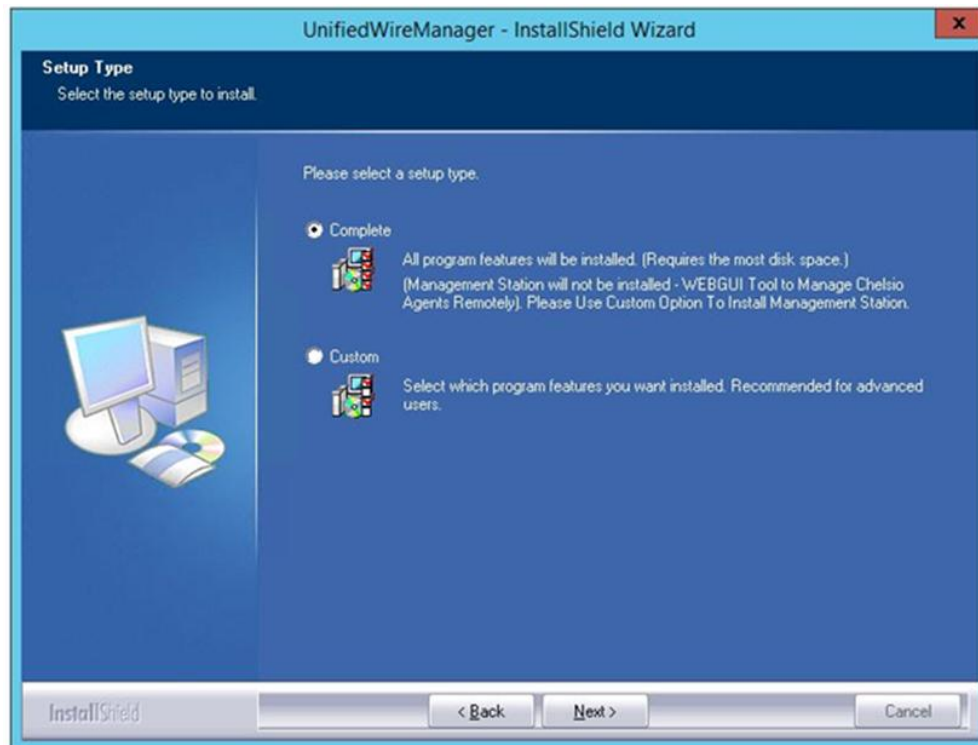 UnifiedWireManager - InstallShield Wizard
x
Setup Type
Select the setup type to install.
Please select a setup type.
Complete
All program features will be installed. (Requires the most disk space.)
(Management Station will not be installed - WEBGUI Tool to Manage Chelsio
Agents Remotely). Please Use Custom Option To Install Management Station.
Custom
Select which program features you want installed. Recommended for advanced
users.
InstallShield
< Back
Next >
Cancel